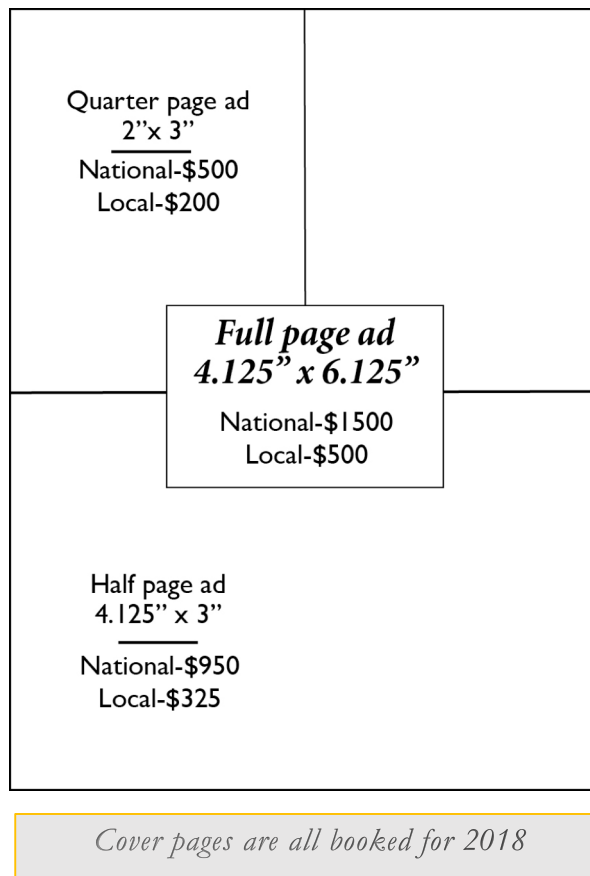 Quarter page ad
2”x 3”
National-$500
Local-$200
Full page ad
4.125” x 6.125”
National-$1500
Local-$500
Half page ad
4.125” x 3”
National-$950
Local-$325
Cover pages are all booked for 2018